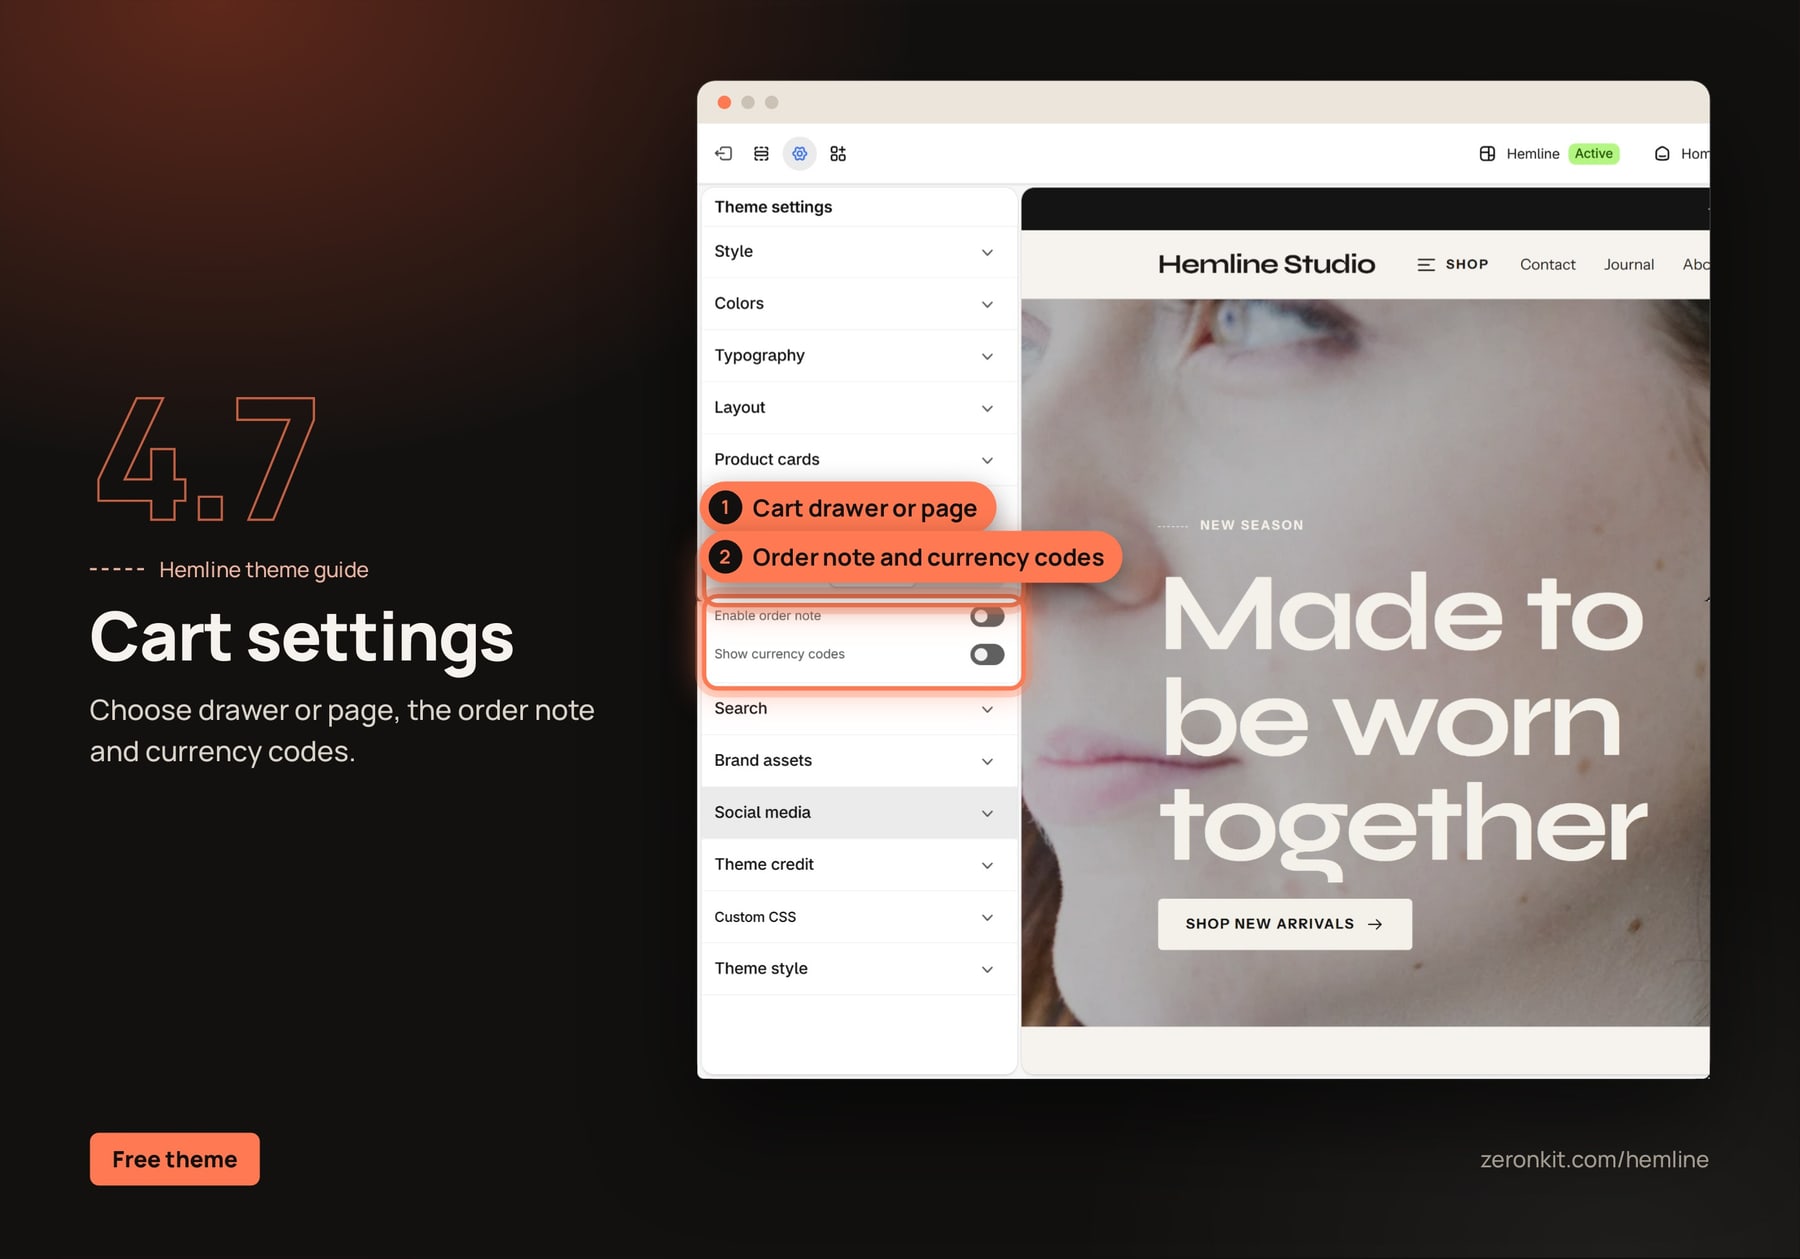 4.7
Hemline theme guide
Cart settings
Choose drawer or page, the order note
and currency codes.
Free theme
Hemline Active
Theme settings
Style
Colors
Typography
Layout
Product cards
1 Cart drawer or page
2 Order note and currency codes
Enable order note
Show currency codes
Search
Brand assets
Social media
Theme credit
Custom CSS
Theme style
Hemline Studio
SHOP Contact Journal
NEW SEASON
Made to
be worn
together
SHOP NEW ARRIVALS
zeronkit.com/hemline